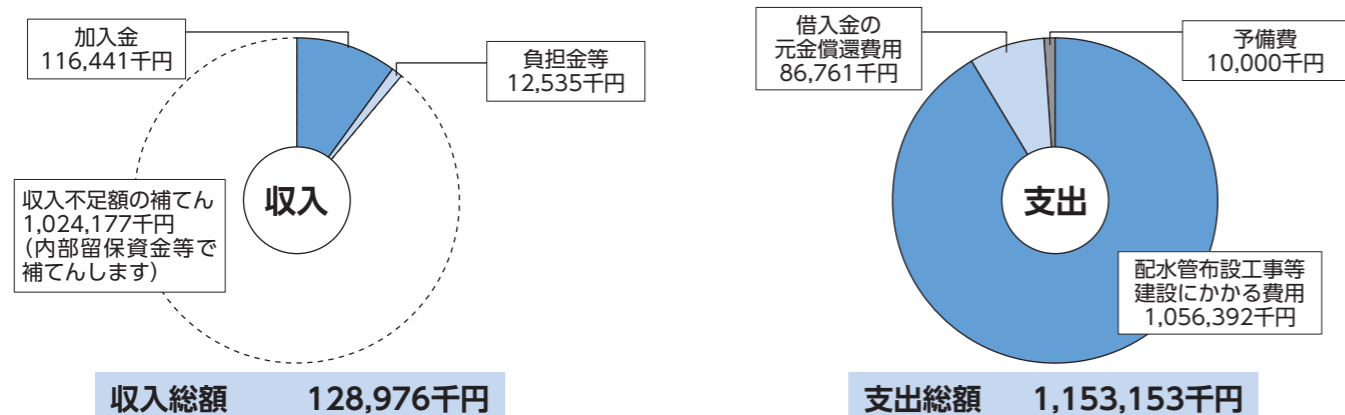 加入金
116,441千円
負担金等
12,535千円
収入不足額の補てん
1,024,177千円
（内部留保資金等で
補てんします）
収入
収入総額 128,976千円
借入金の
元金償還費用
86,761千円
予備費
10,000千円
支出
配水管布設工事等
建設にかかる費用
1,056,392千円
支出総額 1,153,153千円